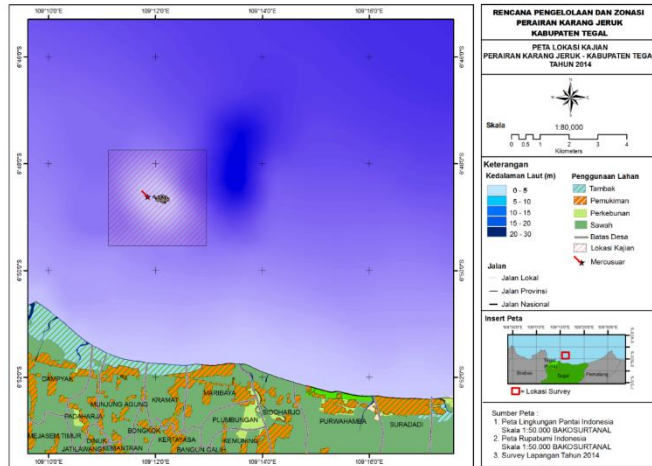 109°10'0"E
109°12'0"E
109°14'0"E
109°16'0"E
6°46'0"S
6°48'0"S
6°50'0"S
6°52'0"S
DAMPYAK
MUNJUNG AGUNG
KRAMAT
MARIBAYA
PADAHARJA
PLUMBUNGAN
SIDOHARJO
PURWAHAMBA
SURADADI
MEJASEM TIMUR
DINUK
BONGKOK
KERTAYASA
KEMUNING
JATILAWANG
KEMANTRAN
BANGUN GALIH
RENCANA PENGELOLAAN DAN ZONASI
PERAIRAN KARANG JERUK
KABUPATEN TEGAL
PETA LOKASI KAJIAN
PERAIRAN KARANG JERUK - KABUPATEN TEGAL
TAHUN 2014
Skala
1:80,000
0 0.5 1 2 3 4
Kilometers
Keterangan
Kedalaman Laut (m)
0 - 5
5 - 10
10 - 15
15 - 20
20 - 30
Penggunaan Lahan
Tambak
Pemukiman
Perkebunan
Sawah
Batas Desa
Lokasi Kajian
Mercusuar
Jalan
Jalan Lokal
Jalan Provinsi
Jalan Nasional
Insert Peta
Brebes
Tegal
Pemalang
= Lokasi Survey
Sumber Peta :
1. Peta Lingkungan Pantai Indonesia
Skala 1:50.000 BAKOSURTANAL
2. Peta Rupabumi Indonesia
Skala 1:50.000 BAKOSURTANAL
3. Survey Lapangan Tahun 2014